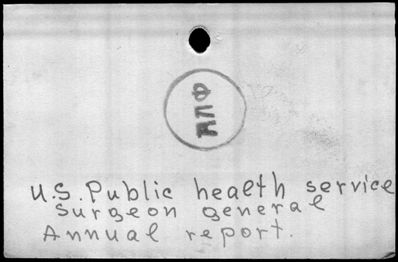 U.S. Public health service
Surgeon general
Annual report.